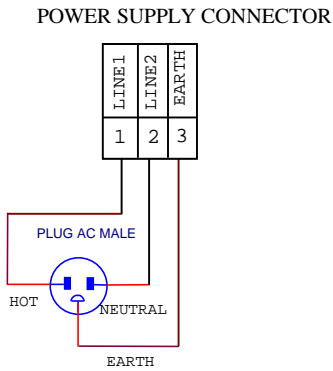 POWER SUPPLY CONNECTOR
LINE1
LINE2
EARTH
1 2 3
PLUG AC MALE
HOT
NEUTRAL
EARTH